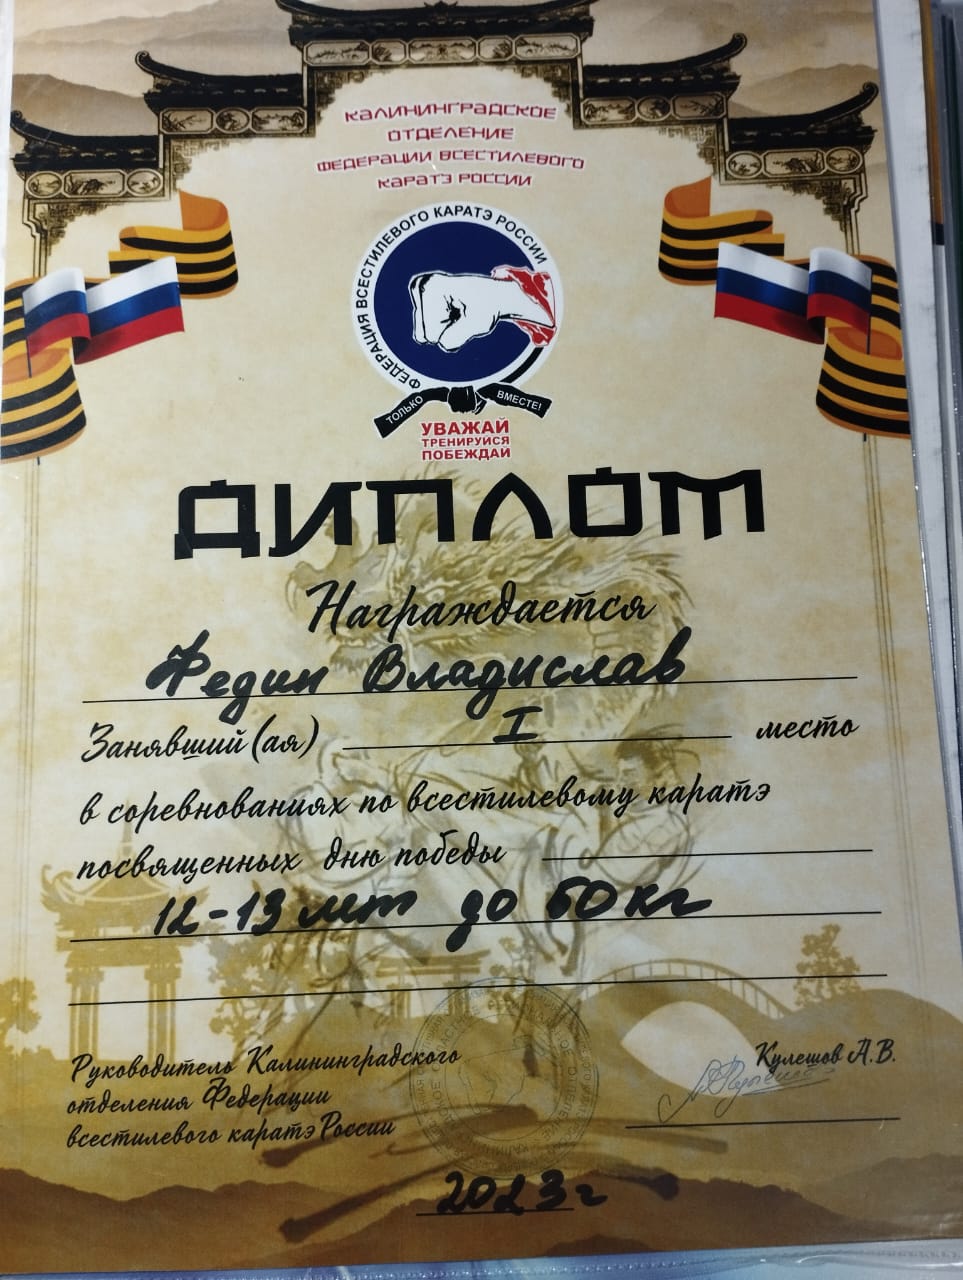 КАЛИНИНГРАДСКОЕ
ОТДЕЛЕНИЕ
ФЕДЕРАЦИИ ВСЕСТИЛЕВОГО
КАРАТЭ РОССИИ
ФЕДЕРАЦИЯ ВСЕСТИЛЕВОГО КАРАТЭ РОССИИ
ТОЛЬКО ВМЕСТЕ!
УВАЖАЙ
ТРЕНИРУЙСЯ
ПОБЕЖДАЙ
ДИПЛОМ
Награждается
Федин Владислав
Занявший(ая) I место
в соревнованиях по всестилевому каратэ
посвященных дню победы
12-13 лет до 60 кг
Руководитель Калининградского
отделения Федерации
всестилевого каратэ России
Кулешов А.В.
2023 г